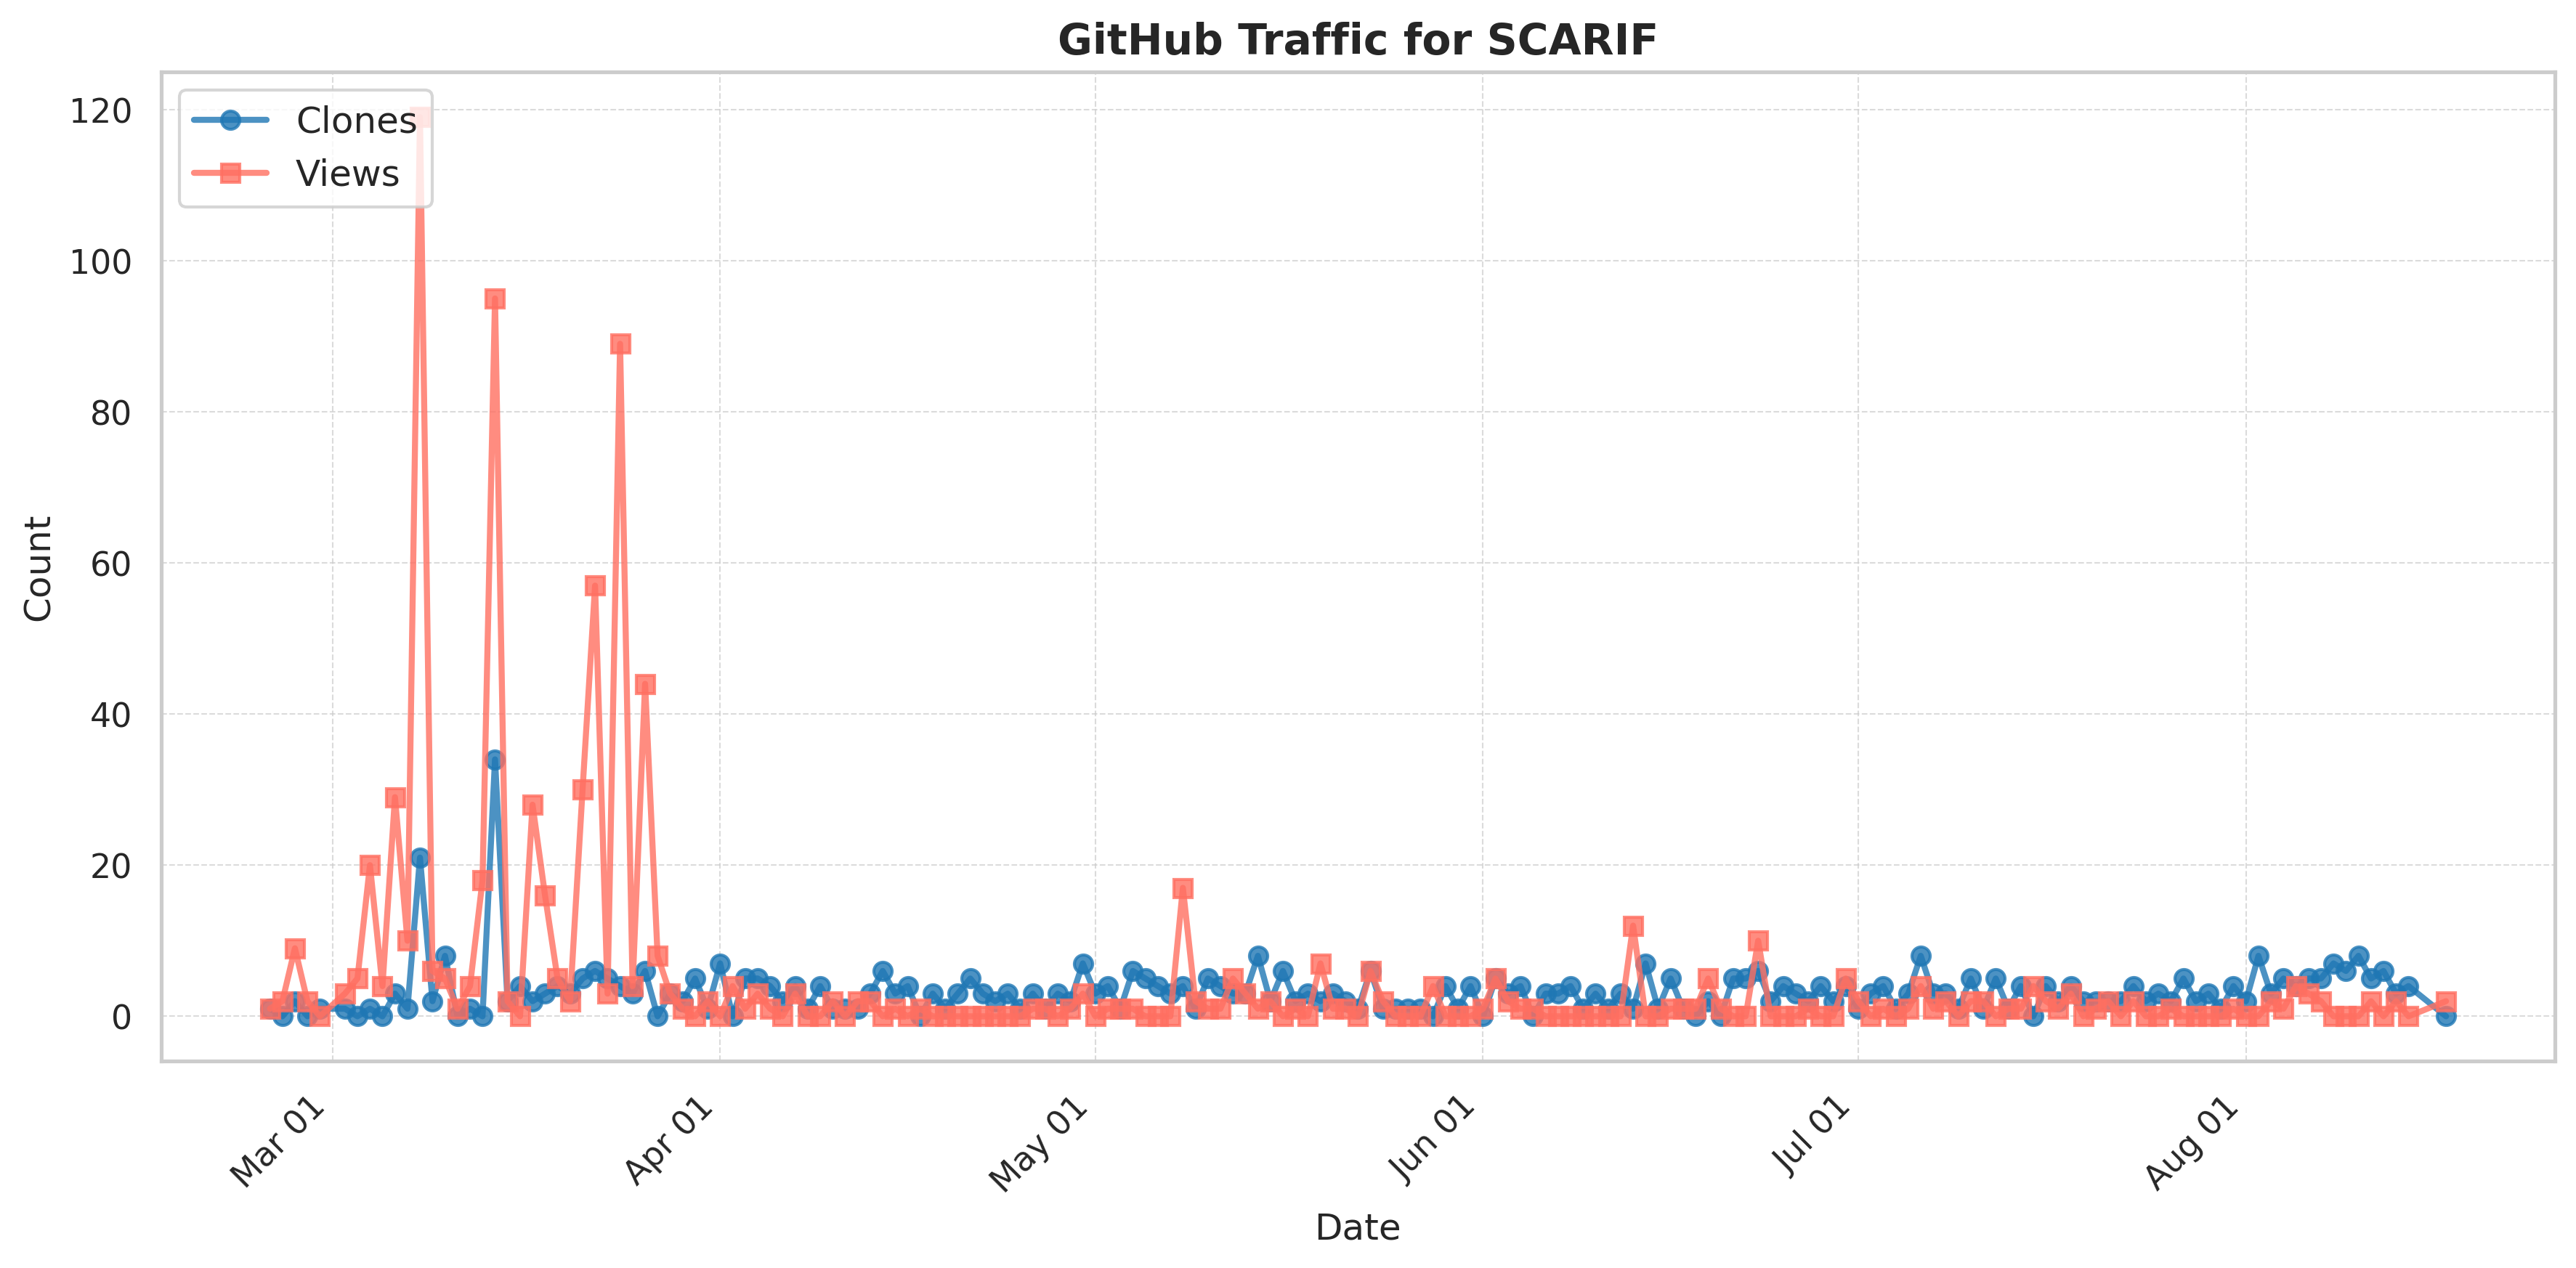 GitHub Traffic for SCARIF
Clones
Views
120
100
80
60
40
20
0
Count
Mar 01
Apr 01
May 01
Jun 01
Jul 01
Aug 01
Date